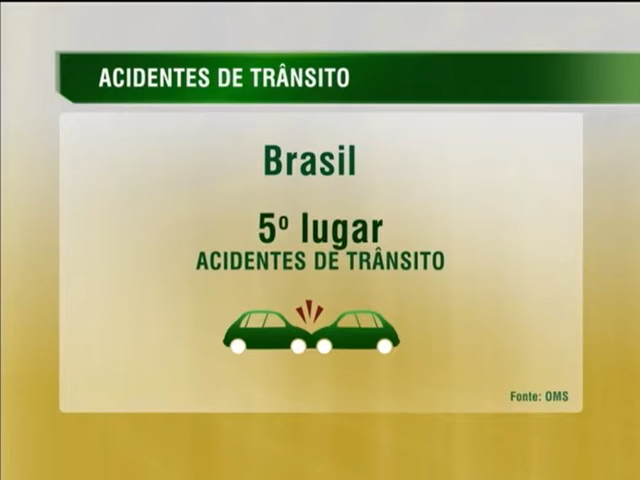 ACIDENTES DE TRÂNSITO
Brasil
5º lugar
ACIDENTES DE TRÂNSITO
Fonte: OMS